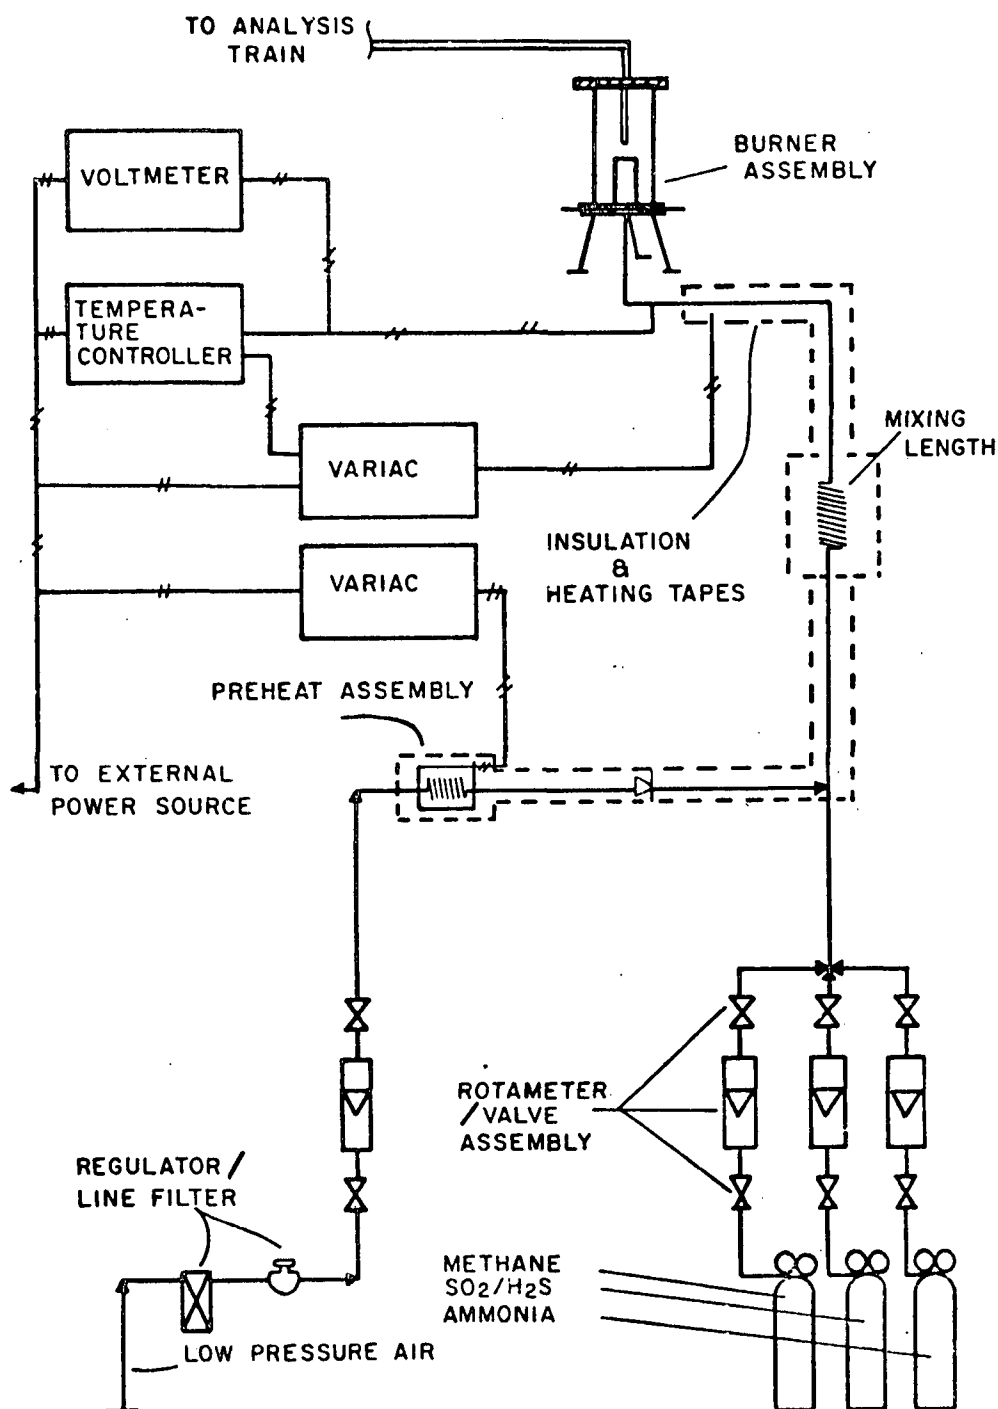 TO ANALYSIS
TRAIN
BURNER
ASSEMBLY
VOLTMETER
TEMPERA-
TURE
CONTROLLER
MIXING
LENGTH
VARIAC
INSULATION
&
HEATING TAPES
VARIAC
PREHEAT ASSEMBLY
TO EXTERNAL
POWER SOURCE
ROTAMETER
/VALVE
ASSEMBLY
REGULATOR/
LINE FILTER
METHANE
SO2/H2S
AMMONIA
LOW PRESSURE AIR